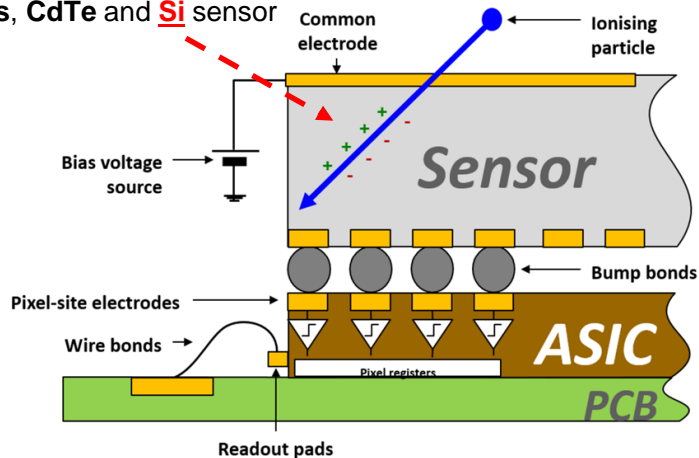 s, CdTe and Si sensor
Common
electrode
Ionising
particle
Bias voltage
source
Sensor
Bump bonds
Pixel-site electrodes
Wire bonds
ASIC
Pixel registers
PCB
Readout pads